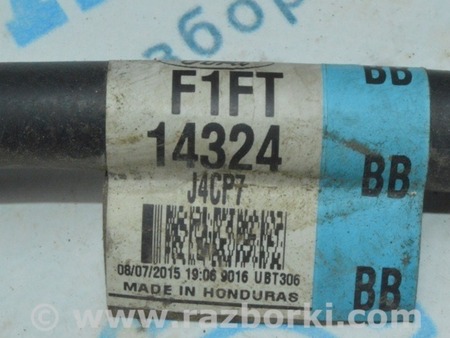 Ford
F1FT
14324
J4CP7
08/07/2015 19:06 9016 UBT306
MADE IN HONDURAS
BB
BB
BB
© www.razborki.com